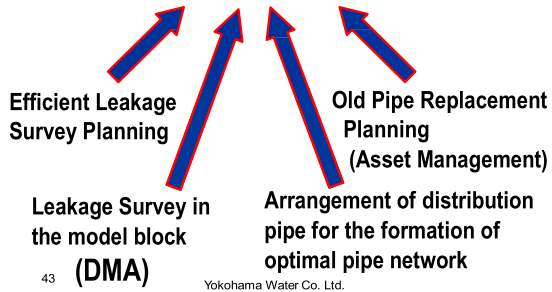 Efficient Leakage
Survey Planning
Old Pipe Replacement
Planning
(Asset Management)
Leakage Survey in
the model block
(DMA)
Arrangement of distribution
pipe for the formation of
optimal pipe network
43
Yokohama Water Co. Ltd.